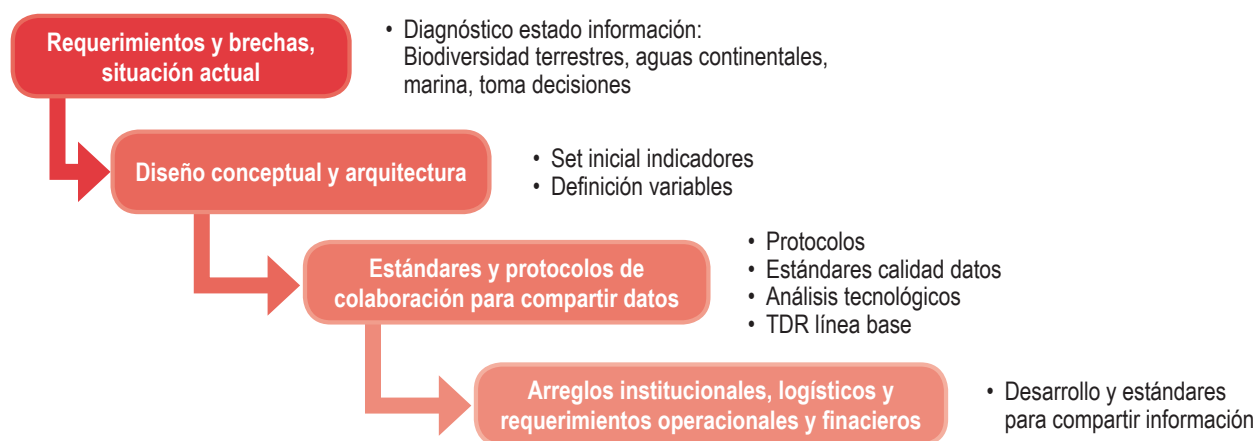 Requerimientos y brechas,
situación actual
• Diagnóstico estado información:
Biodiversidad terrestres, aguas continentales,
marina, toma decisiones
Diseño conceptual y arquitectura
• Set inicial indicadores
• Definición variables
Estándares y protocolos de
colaboración para compartir datos
• Protocolos
• Estándares calidad datos
• Análisis tecnológicos
• TDR línea base
Arreglos institucionales, logísticos y
requerimientos operacionales y finacieros
• Desarrollo y estándares
para compartir información